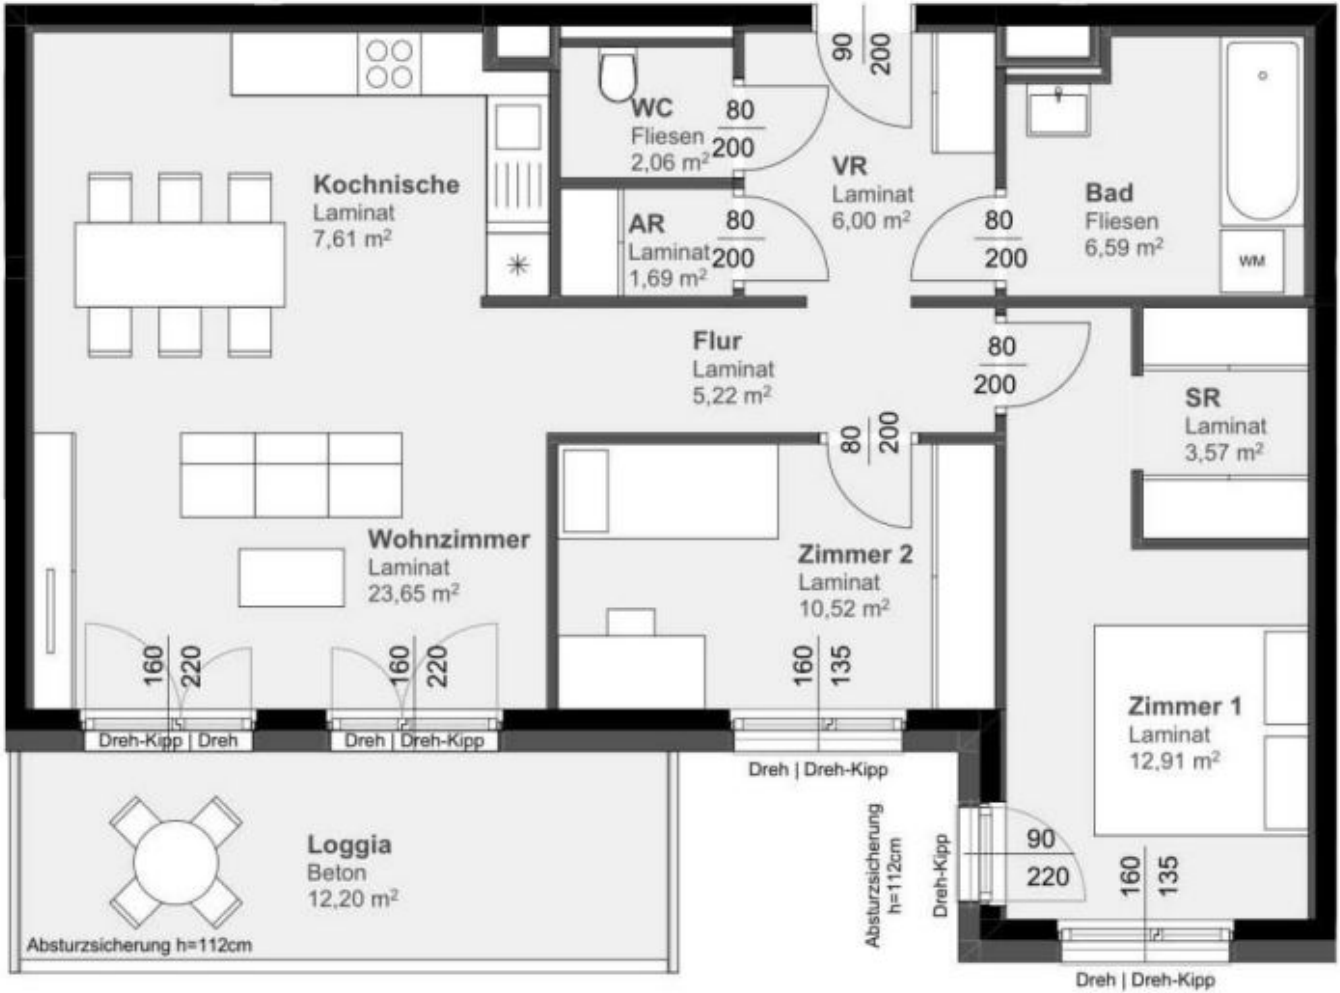 90
200
WC
Fliesen
2,06 m²
80
200
VR
Laminat
6,00 m²
Kochnische
Laminat
7,61 m²
AR
Laminat
1,69 m²
80
200
80
200
Bad
Fliesen
6,59 m²
WM
Flur
Laminat
5,22 m²
80
200
SR
Laminat
3,57 m²
80
200
Wohnzimmer
Laminat
23,65 m²
Zimmer 2
Laminat
10,52 m²
160
220
160
220
160
135
Zimmer 1
Laminat
12,91 m²
Dreh-Kipp | Dreh
Dreh | Dreh-Kipp
Dreh | Dreh-Kipp
Loggia
Beton
12,20 m²
Absturzsicherung
h=112cm
Dreh-Kipp
90
220
160
135
Absturzsicherung h=112cm
Dreh | Dreh-Kipp